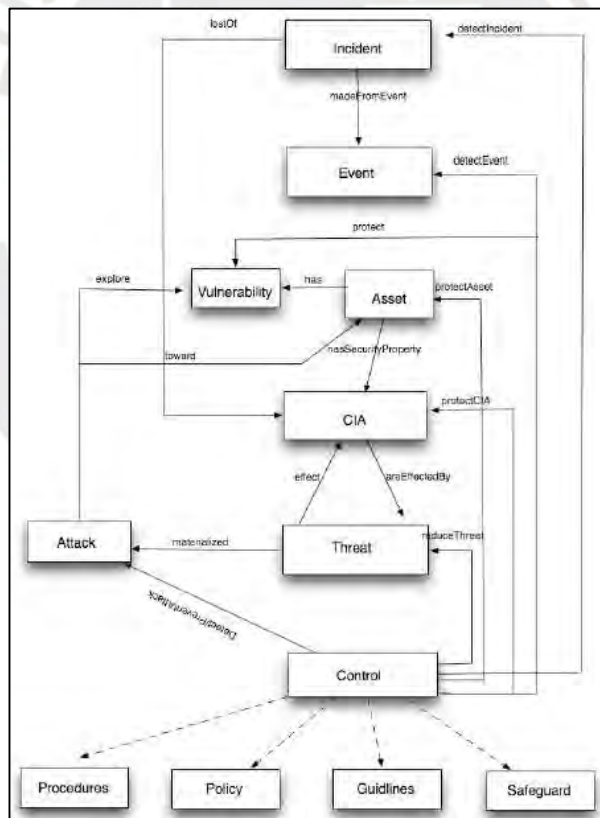 lostOf
Incident
detectIncident
madeFromEvent
Event
detectEvent
protect
explore
Vulnerability
has
Asset
protectAsset
toward
hasSecurityProperty
CIA
protectCIA
effect
areEffectedBy
Attack
materialized
Threat
reduceThreat
DetectPreventAttack
Control
Procedures
Policy
Guidlines
Safeguard